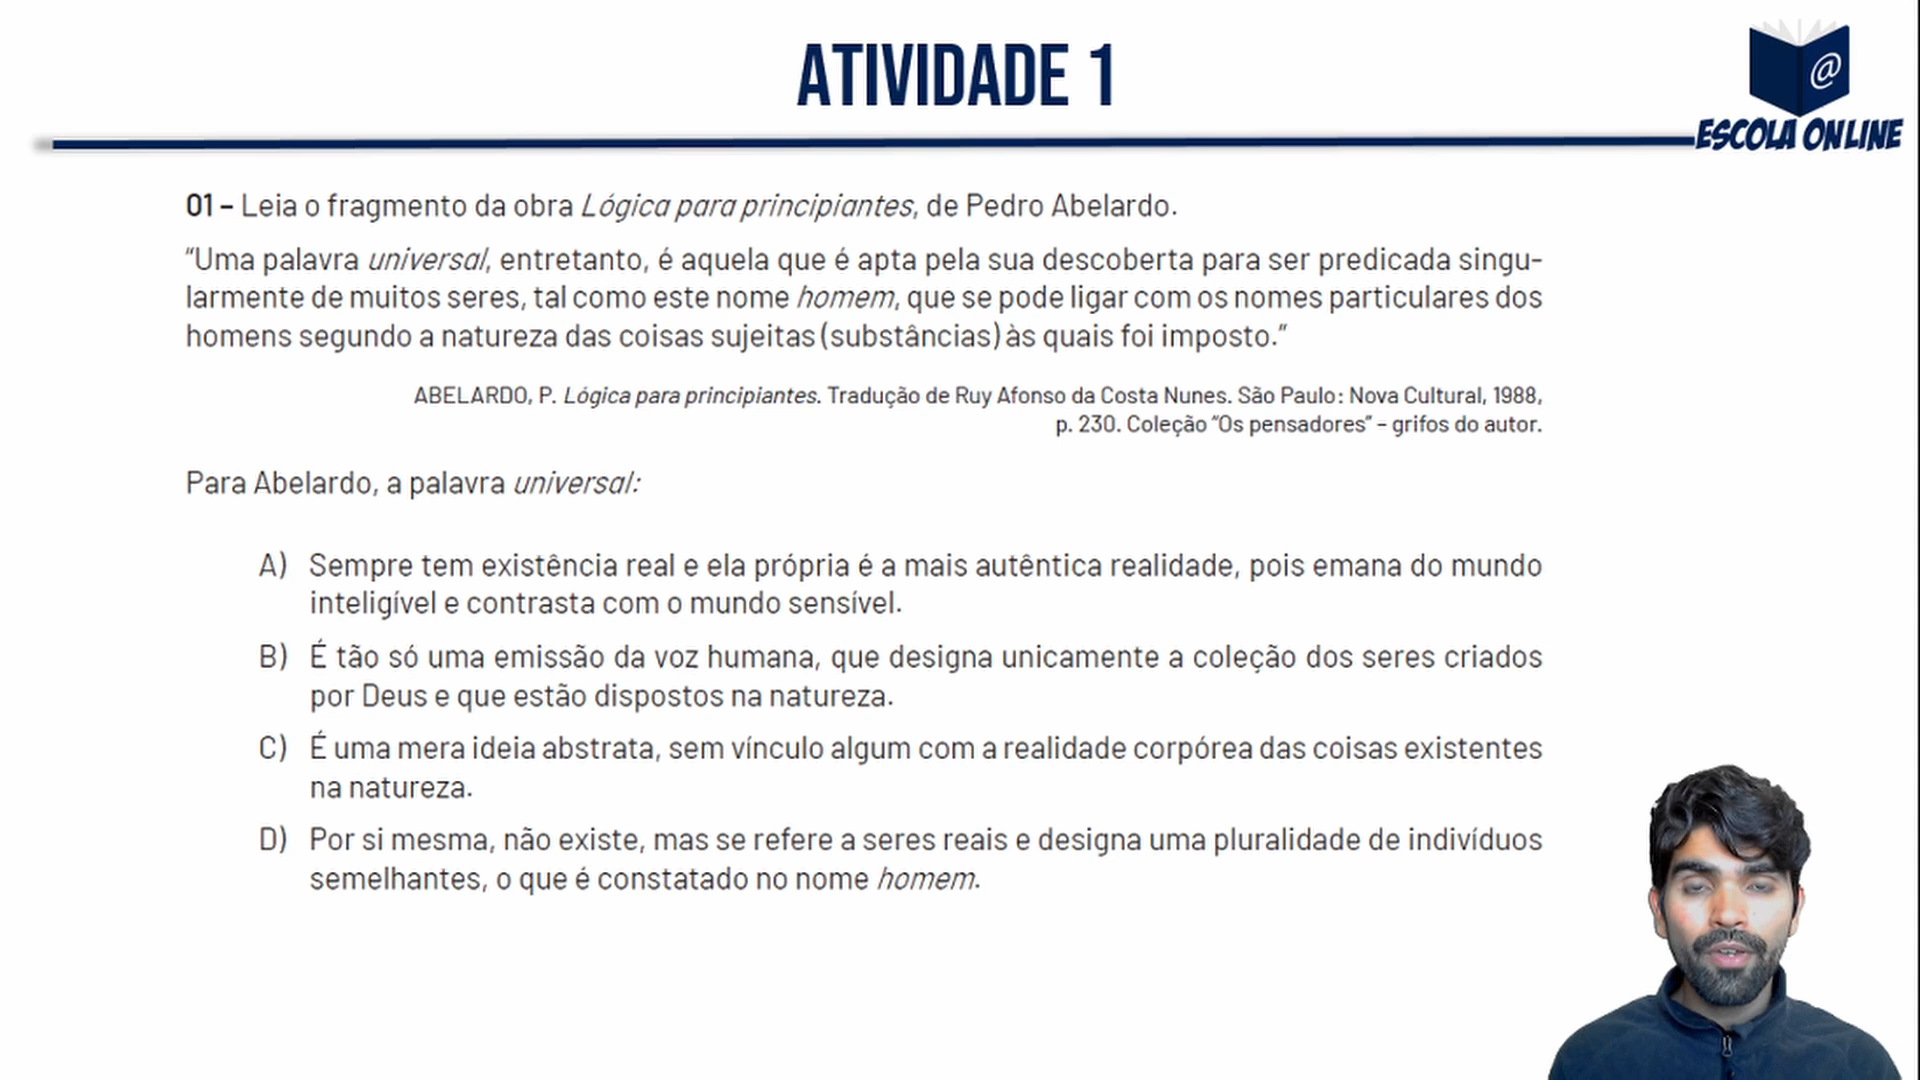 ATIVIDADE 1
@
ESCOLA ONLINE
01 – Leia o fragmento da obra Lógica para principiantes, de Pedro Abelardo.
“Uma palavra universal, entretanto, é aquela que é apta pela sua descoberta para ser predicada singu-
larmente de muitos seres, tal como este nome homem, que se pode ligar com os nomes particulares dos
homens segundo a natureza das coisas sujeitas (substâncias) às quais foi imposto.”
ABELARDO, P. Lógica para principiantes. Tradução de Ruy Afonso da Costa Nunes. São Paulo: Nova Cultural, 1988,
p. 230. Coleção “Os pensadores” – grifos do autor.
Para Abelardo, a palavra universal:
A) Sempre tem existência real e ela própria é a mais autêntica realidade, pois emana do mundo
inteligível e contrasta com o mundo sensível.
B) É tão só uma emissão da voz humana, que designa unicamente a coleção dos seres criados
por Deus e que estão dispostos na natureza.
C) É uma mera ideia abstrata, sem vínculo algum com a realidade corpórea das coisas existentes
na natureza.
D) Por si mesma, não existe, mas se refere a seres reais e designa uma pluralidade de indivíduos
semelhantes, o que é constatado no nome homem.